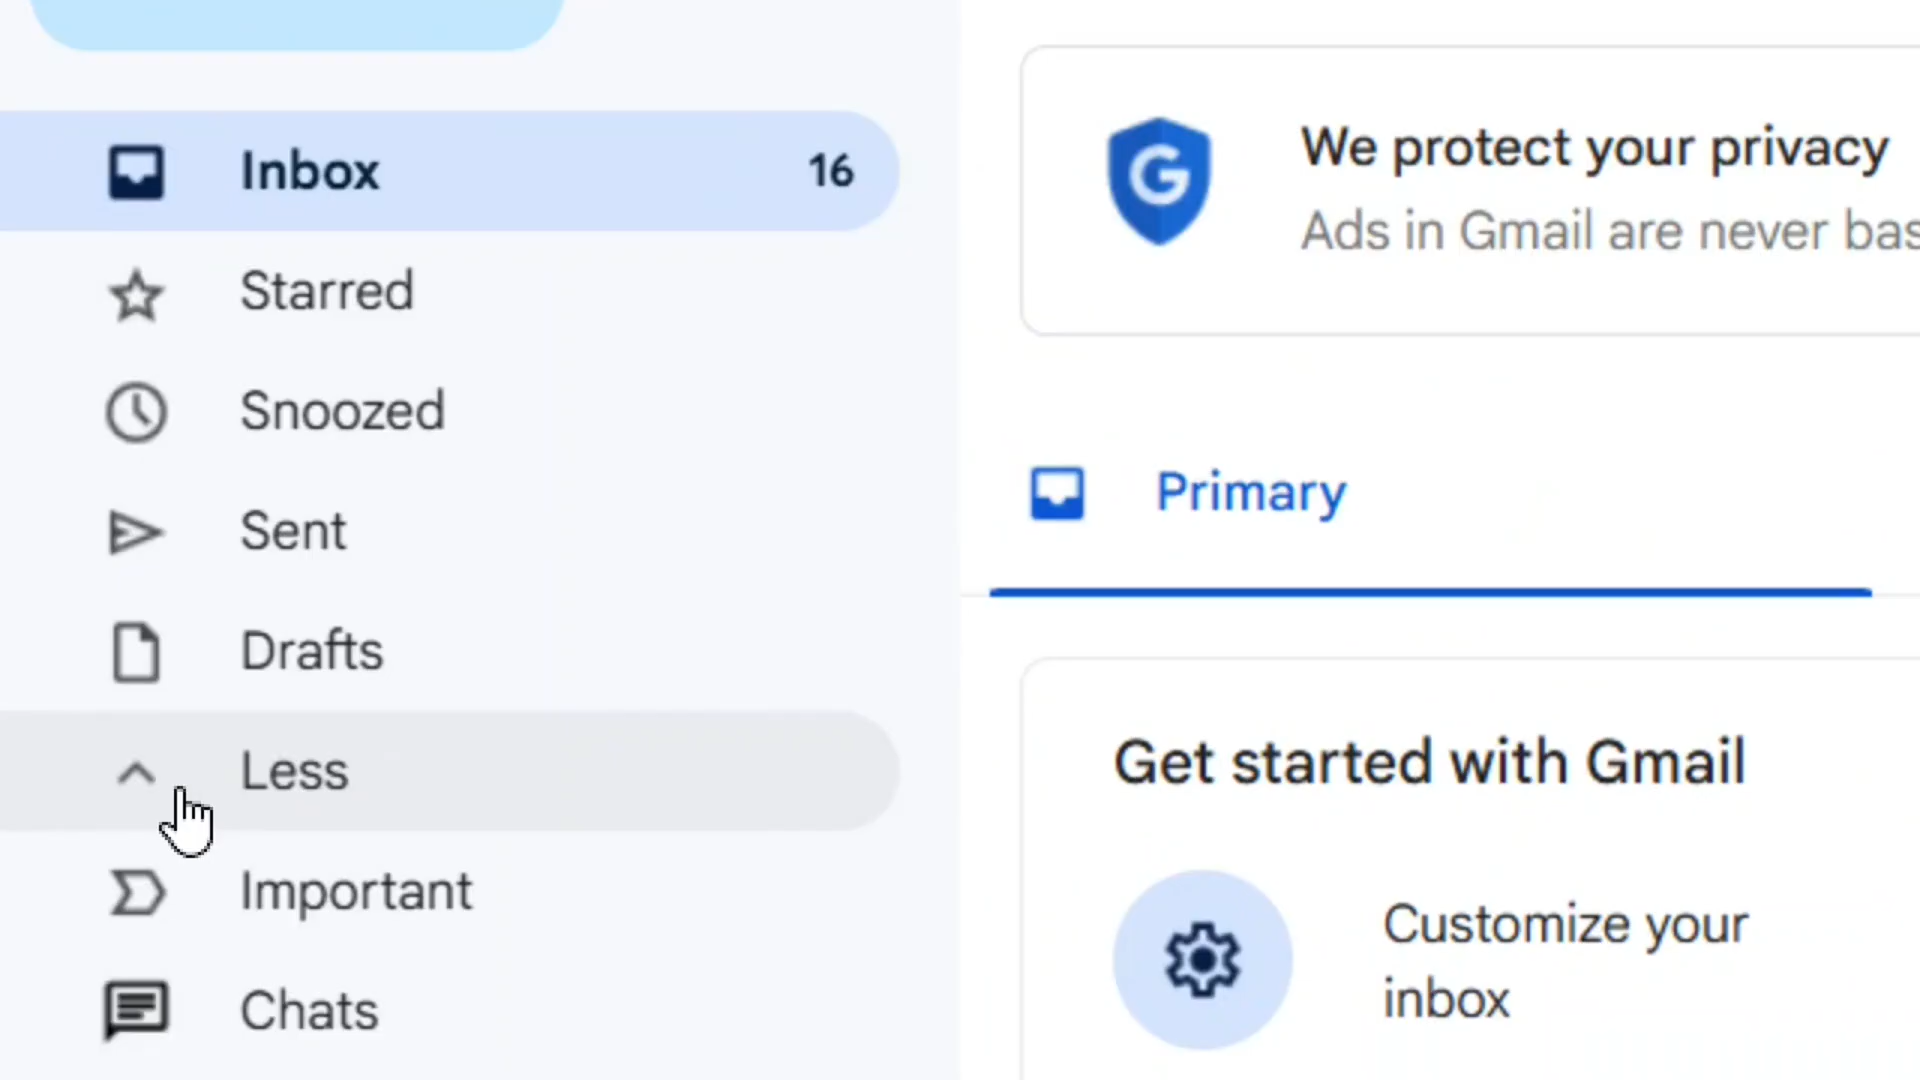 Inbox 16
Starred
Snoozed
Sent
Drafts
Less
Important
Chats
We protect your privacy
Ads in Gmail are never
Primary
Get started with Gmail
Customize your
inbox